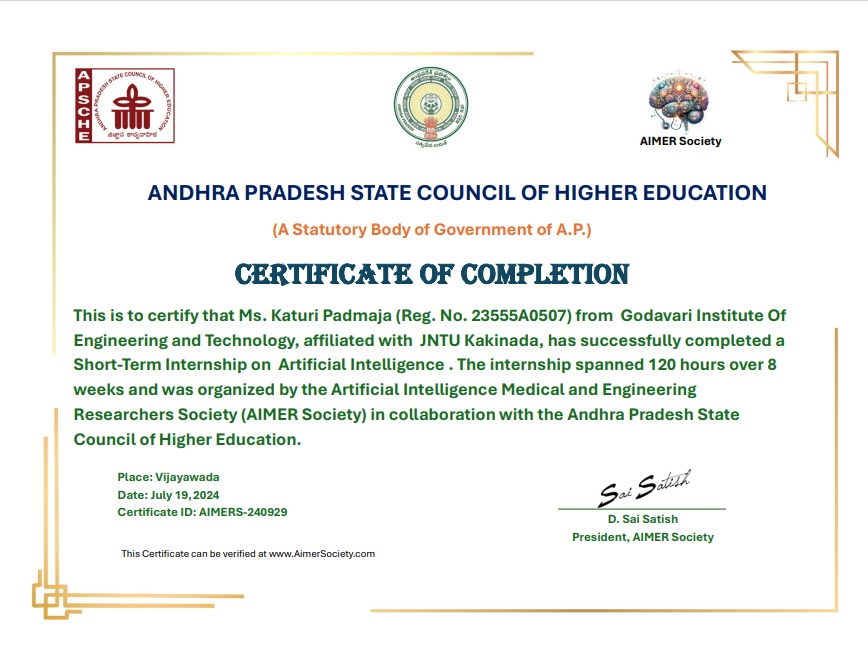 APSCHE
ANDHRA PRADESH STATE COUNCIL OF HIGHER EDUCATION
AIMER Society
ANDHRA PRADESH STATE COUNCIL OF HIGHER EDUCATION
(A Statutory Body of Government of A.P.)
CERTIFICATE OF COMPLETION
This is to certify that Ms. Katuri Padmaja (Reg. No. 23555A0507) from Godavari Institute Of
Engineering and Technology, affiliated with JNTU Kakinada, has successfully completed a
Short-Term Internship on Artificial Intelligence . The internship spanned 120 hours over 8
weeks and was organized by the Artificial Intelligence Medical and Engineering
Researchers Society (AIMER Society) in collaboration with the Andhra Pradesh State
Council of Higher Education.
Place: Vijayawada
Date: July 19,2024
Certificate ID: AIMERS-240929
This Certificate can be verified at www.AimerSociety.com
Sai Satish
D. Sai Satish
President, AIMER Society